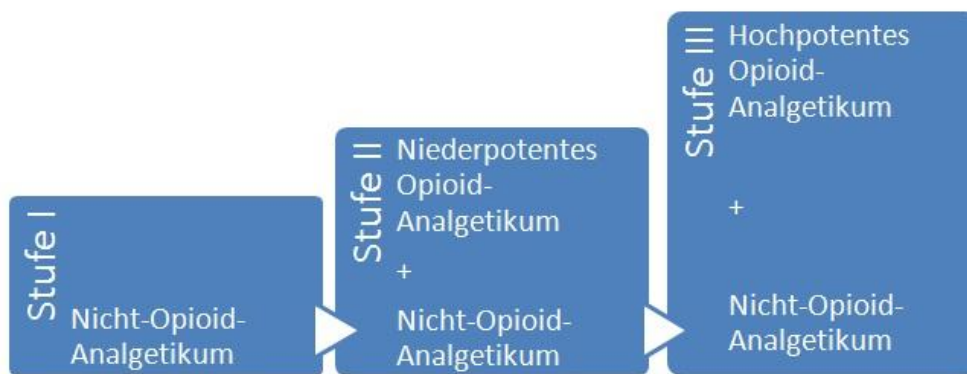 Stufe I
Nicht-Opioid-
Analgetikum
Stufe II
Niederpotentes
Opioid-
Analgetikum
+
Nicht-Opioid-
Analgetikum
Stufe III
Hochpotentes
Opioid-
Analgetikum
+
Nicht-Opioid-
Analgetikum